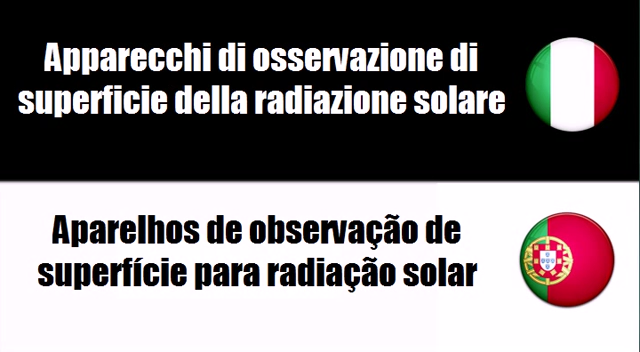 Apparecchi di osservazione di
superficie della radiazione solare
Aparelhos de observação de
superfície para radiação solar